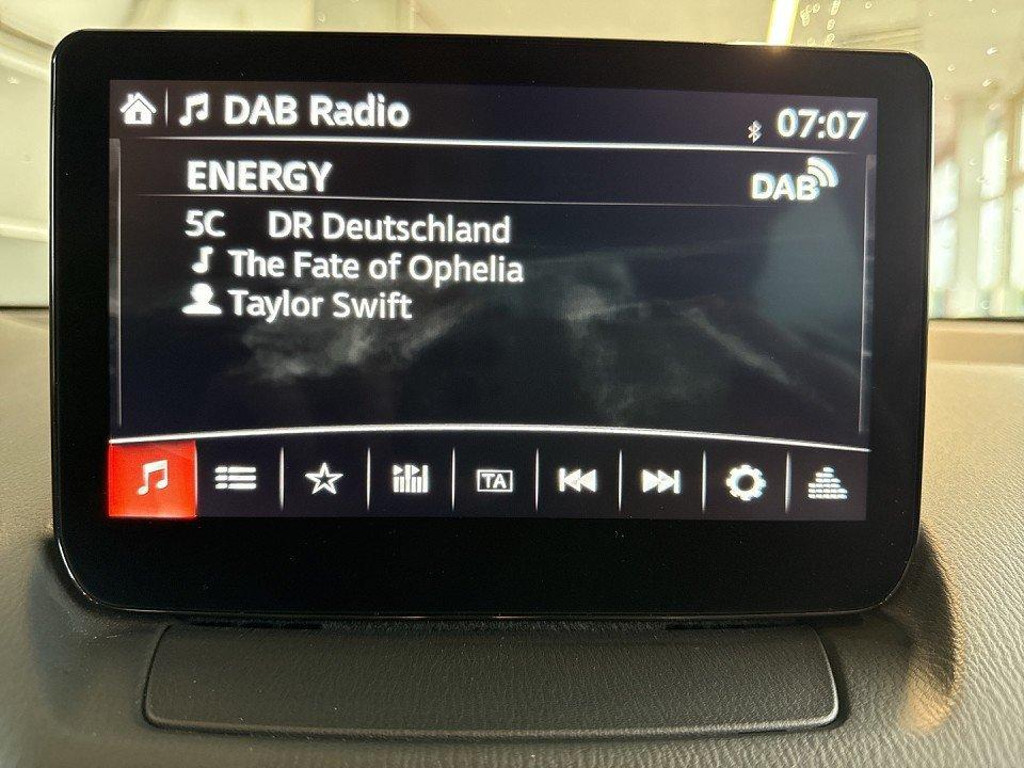 DAB Radio
07:07
ENERGY
DAB
5C DR Deutschland
The Fate of Ophelia
Taylor Swift
TA